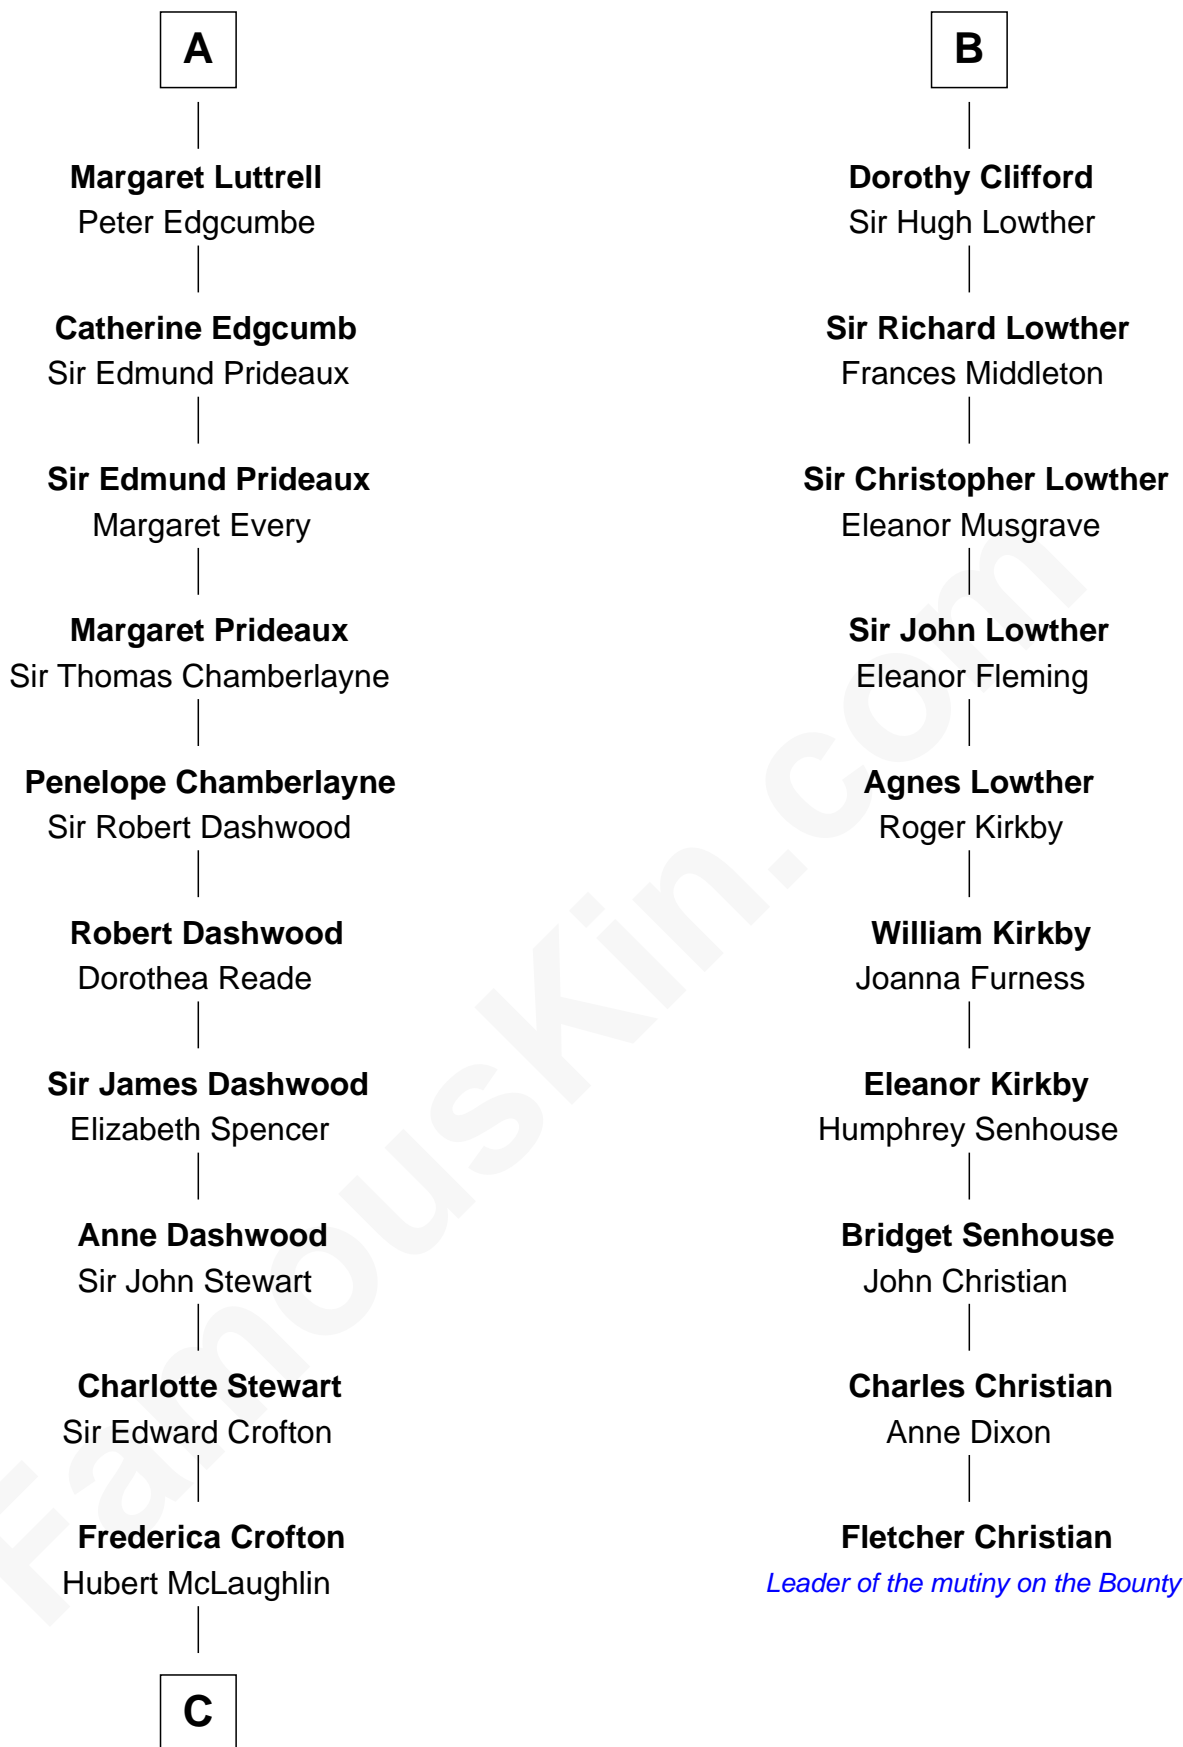 A
Margaret Luttrell
Peter Edgcumbe
Catherine Edgcumb
Sir Edmund Prideaux
Sir Edmund Prideaux
Margaret Every
Margaret Prideaux
Sir Thomas Chamberlayne
Penelope Chamberlayne
Sir Robert Dashwood
Robert Dashwood
Dorothea Reade
Sir James Dashwood
Elizabeth Spencer
Anne Dashwood
Sir John Stewart
Charlotte Stewart
Sir Edward Crofton
Frederica Crofton
Hubert McLaughlin
C
B
Dorothy Clifford
Sir Hugh Lowther
Sir Richard Lowther
Frances Middleton
Sir Christopher Lowther
Eleanor Musgrave
Sir John Lowther
Eleanor Fleming
Agnes Lowther
Roger Kirkby
William Kirkby
Joanna Furness
Eleanor Kirkby
Humphrey Senhouse
Bridget Senhouse
John Christian
Charles Christian
Anne Dixon
Fletcher Christian
Leader of the mutiny on the Bounty
FamousKin.com